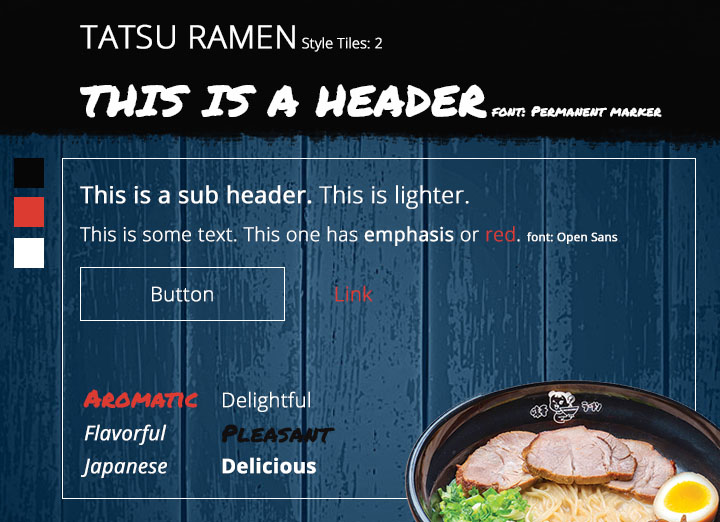 TATSU RAMEN Style Tiles: 2
THIS IS A HEADER FONT: PERMANENT MARKER
This is a sub header. This is lighter.
This is some text. This one has emphasis or red. font: Open Sans
Button Link
AROMATIC Delightful
Flavorful PLEASANT
Japanese Delicious